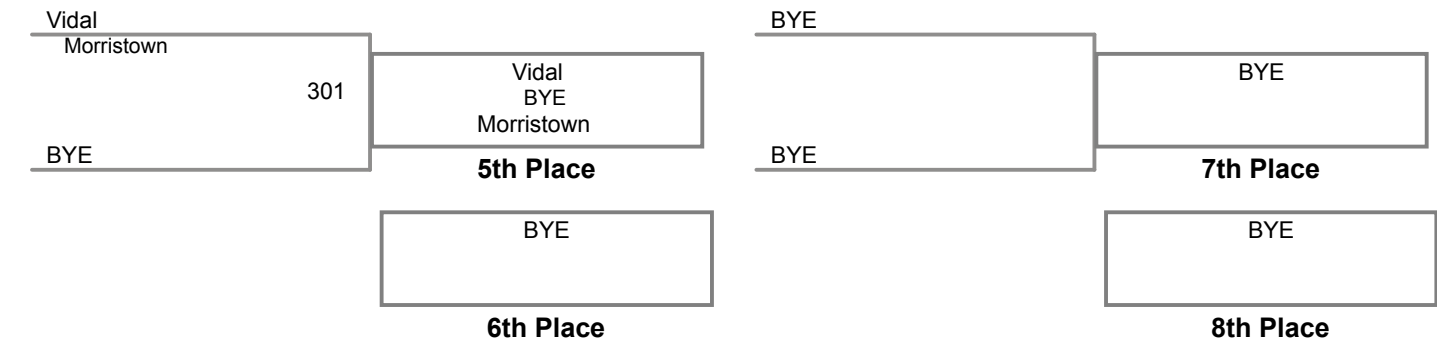 Vidal
Morristown
301
BYE
Vidal
BYE
Morristown
5th Place
BYE
6th Place
BYE
BYE
BYE
7th Place
BYE
8th Place